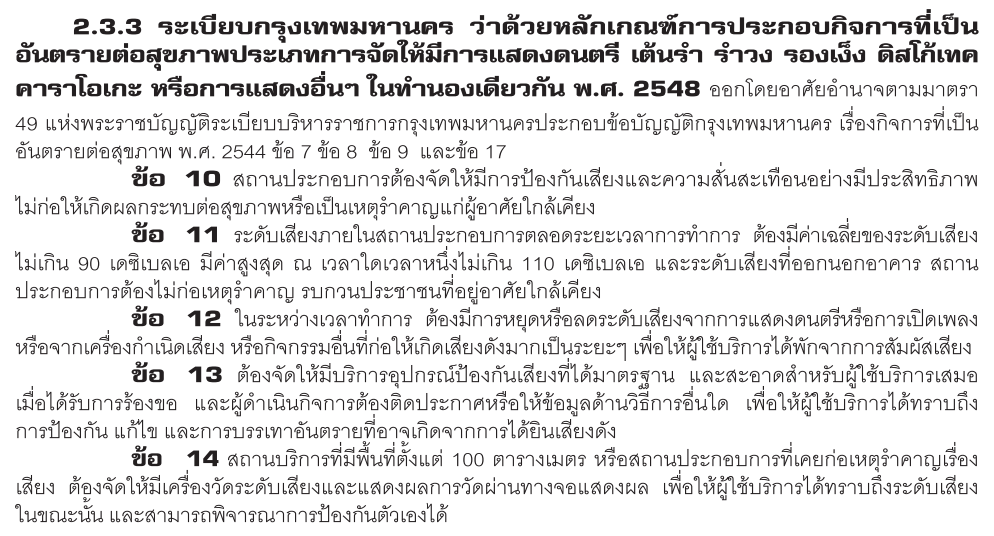 2.3.3 ระเบียบกรุงเทพมหานคร ว่าด้วยหลักเกณฑ์การประกอบกิจการที่เป็น
อันตรายต่อสุขภาพประเภทการจัดให้มีการแสดงดนตรี เต้นรำ รำวง รองเง็ง ดิสโก้เทค
คาราโอเกะ หรือการแสดงอื่นๆ ในทำนองเดียวกัน พ.ศ. 2548 ออกโดยอาศัยอำนาจตามมาตรา
49 แห่งพระราชบัญญัติระเบียบบริหารราชการกรุงเทพมหานครประกอบข้อบัญญัติกรุงเทพมหานคร เรื่องกิจการที่เป็น
อันตรายต่อสุขภาพ พ.ศ. 2544 ข้อ 7 ข้อ 8 ข้อ 9 และข้อ 17
ข้อ 10 สถานประกอบการต้องจัดให้มีการป้องกันเสียงและความสั่นสะเทือนอย่างมีประสิทธิภาพ
ไม่ก่อให้เกิดผลกระทบต่อสุขภาพหรือเป็นเหตุรำคาญแก่ผู้อาศัยใกล้เคียง
ข้อ 11 ระดับเสียงภายในสถานประกอบการตลอดระยะเวลาการทำการ ต้องมีค่าเฉลี่ยของระดับเสียง
ไม่เกิน 90 เดซิเบลเอ มีค่าสูงสุด ณ เวลาใดเวลาหนึ่งไม่เกิน 110 เดซิเบลเอ และระดับเสียงที่ออกนอกอาคาร สถาน
ประกอบการต้องไม่ก่อเหตุรำคาญ รบกวนประชาชนที่อยู่อาศัยใกล้เคียง
ข้อ 12 ในระหว่างเวลาทำการ ต้องมีการหยุดหรือลดระดับเสียงจากการแสดงดนตรีหรือการเปิดเพลง
หรือจากเครื่องกำเนิดเสียง หรือกิจกรรมอื่นที่ก่อให้เกิดเสียงดังมากเป็นระยะๆ เพื่อให้ผู้ใช้บริการได้พักจากการสัมผัสเสียง
ข้อ 13 ต้องจัดให้มีบริการอุปกรณ์ป้องกันเสียงที่ได้มาตรฐาน และสะอาดสำหรับผู้ใช้บริการเสมอ
เมื่อได้รับการร้องขอ และผู้ดำเนินกิจการต้องติดประกาศหรือให้ข้อมูลด้านวิธีการอื่นใด เพื่อให้ผู้ใช้บริการได้ทราบถึง
การป้องกัน แก้ไข และการบรรเทาอันตรายที่อาจเกิดจากการได้ยินเสียงดัง
ข้อ 14 สถานบริการที่มีพื้นที่ตั้งแต่ 100 ตารางเมตร หรือสถานประกอบการที่เคยก่อเหตุรำคาญเรื่อง
เสียง ต้องจัดให้มีเครื่องวัดระดับเสียงและแสดงผลการวัดผ่านทางจอแสดงผล เพื่อให้ผู้ใช้บริการได้ทราบถึงระดับเสียง
ในขณะนั้น และสามารถพิจารณาการป้องกันตัวเองได้